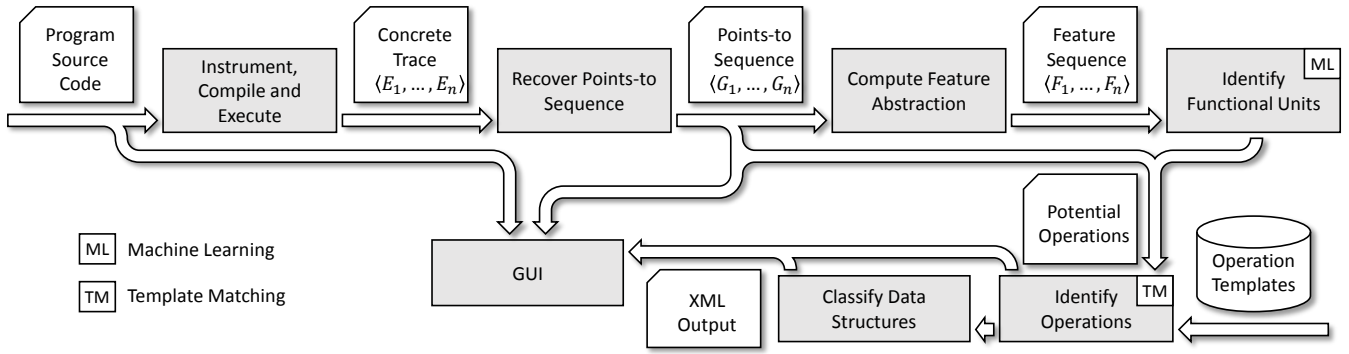 Program
Source
Code
Instrument,
Compile and
Execute
Concrete
Trace
⟨E₁, …, Eₙ⟩
Recover Points-to
Sequence
Points-to
Sequence
⟨G₁, …, Gₙ⟩
Compute Feature
Abstraction
Feature
Sequence
⟨F₁, …, Fₙ⟩
Identify
Functional Units
ML
Potential
Operations
ML Machine Learning
TM Template Matching
GUI
XML
Output
Classify Data
Structures
Identify
Operations
TM
Operation
Templates